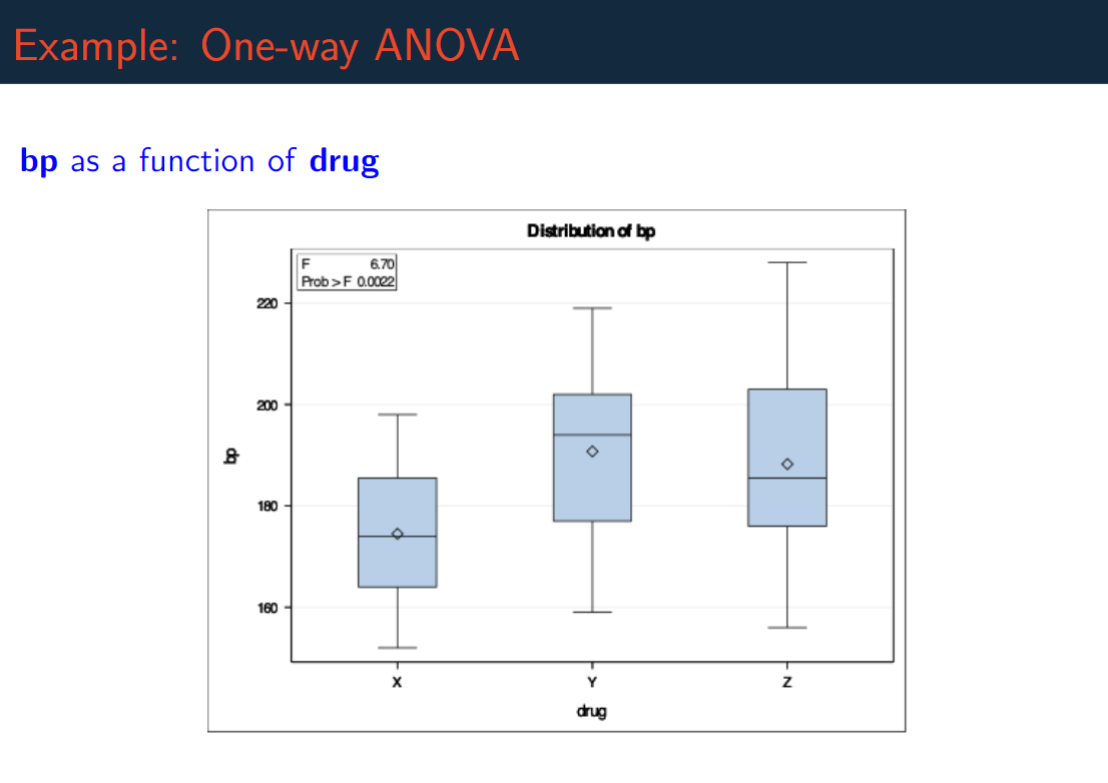 Example: One-way ANOVA
bp as a function of drug
Distribution of bp
F 6.70
Prob > F 0.0022
220
200
180
160
bp
X Y Z
drug